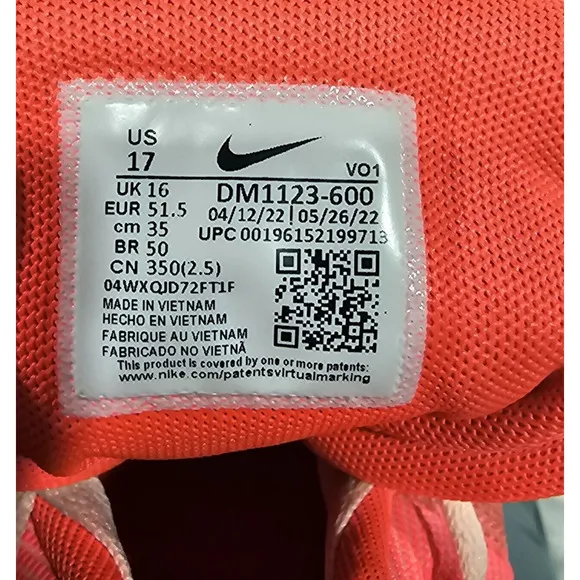 US
17
VO1
UK 16
DM1123-600
EUR 51.5
04/12/22 | 05/26/22
cm 35
UPC 00196152199713
BR 50
CN 350(2.5)
04WXQJD72FT1F
MADE IN VIETNAM
HECHO EN VIETNAM
FABRIQUE AU VIETNAM
FABRICADO NO VIETNÃ
This product is covered by one or more patents:
www.nike.com/patentsvirtualmarking